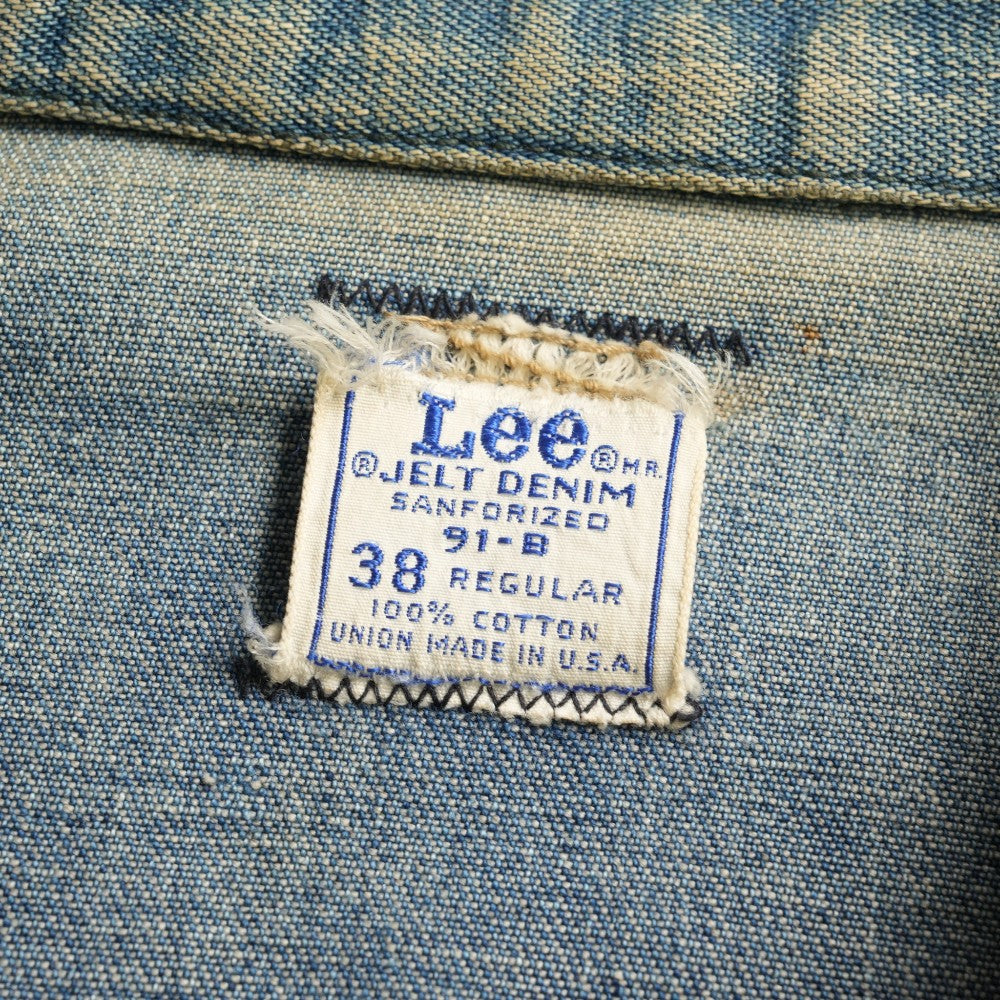 Lee ® MR.
® JELT DENIM
SANFORIZED
91-B
38 REGULAR
100% COTTON
UNION MADE IN U.S.A.